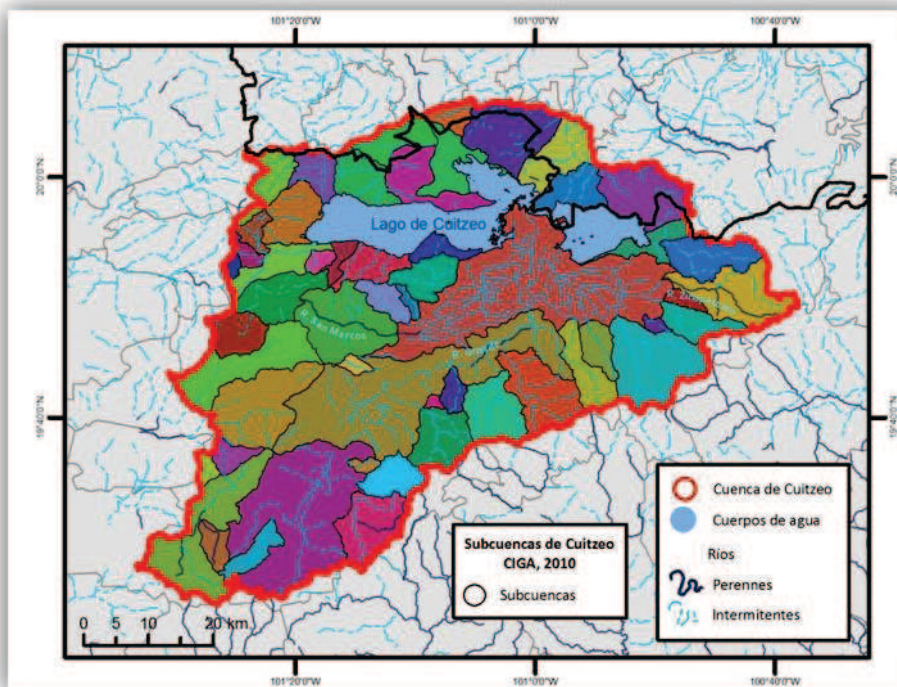 101°20'0"W
101°0'0"W
100°40'0"W
20°0'0"N
20°0'0"N
Lago de Cuitzeo
R. San Marcos
19°40'0"N
19°40'0"N
Subcuencas de Cuitzeo
CIGA, 2010
Subcuencas
Cuenca de Cuitzeo
Cuerpos de agua
Ríos
Perennes
Intermitentes
0 5 10 20 km
101°20'0"W
101°0'0"W
100°40'0"W